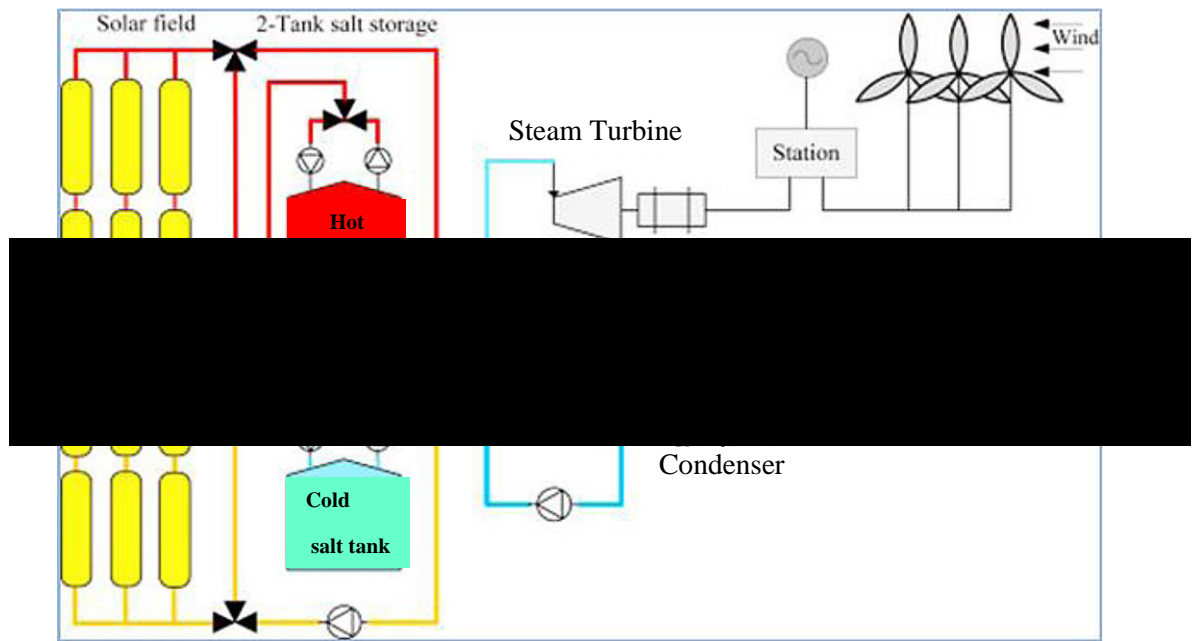 Solar field
2-Tank salt storage
Wind
Steam Turbine
Station
Hot
Condenser
Cold
salt tank